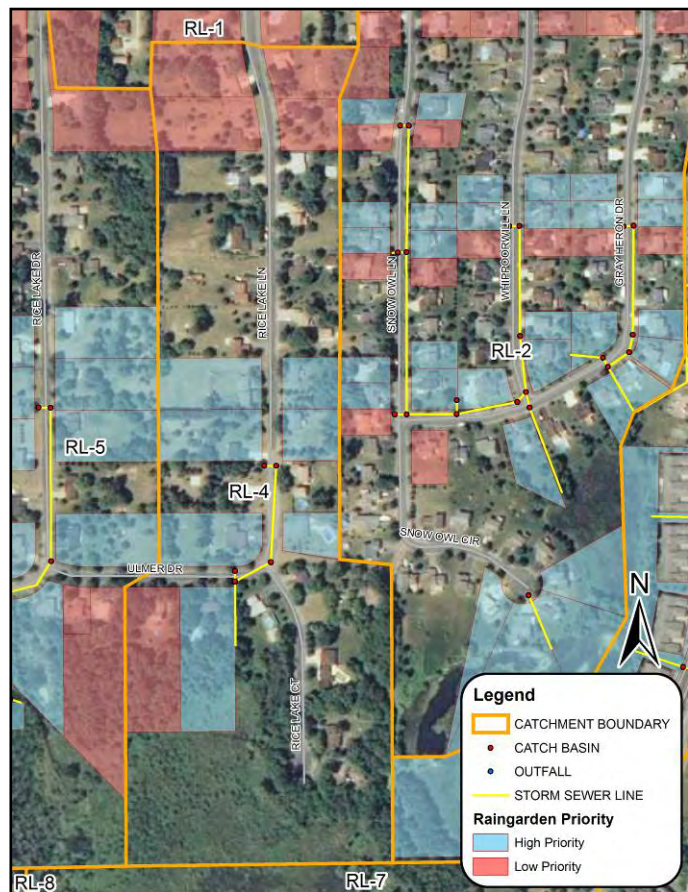 RL-1
RICE LAKE DR
RICE LAKE LN
SNOW OWL LN
WHIPPOORWILL LN
GRAY HERON DR
RL-2
RL-5
RL-4
SNOW OWL CIR
ULMER DR
RICE LAKE CT
N
Legend
CATCHMENT BOUNDARY
CATCH BASIN
OUTFALL
STORM SEWER LINE
Raingarden Priority
High Priority
Low Priority
RL-8
RL-7